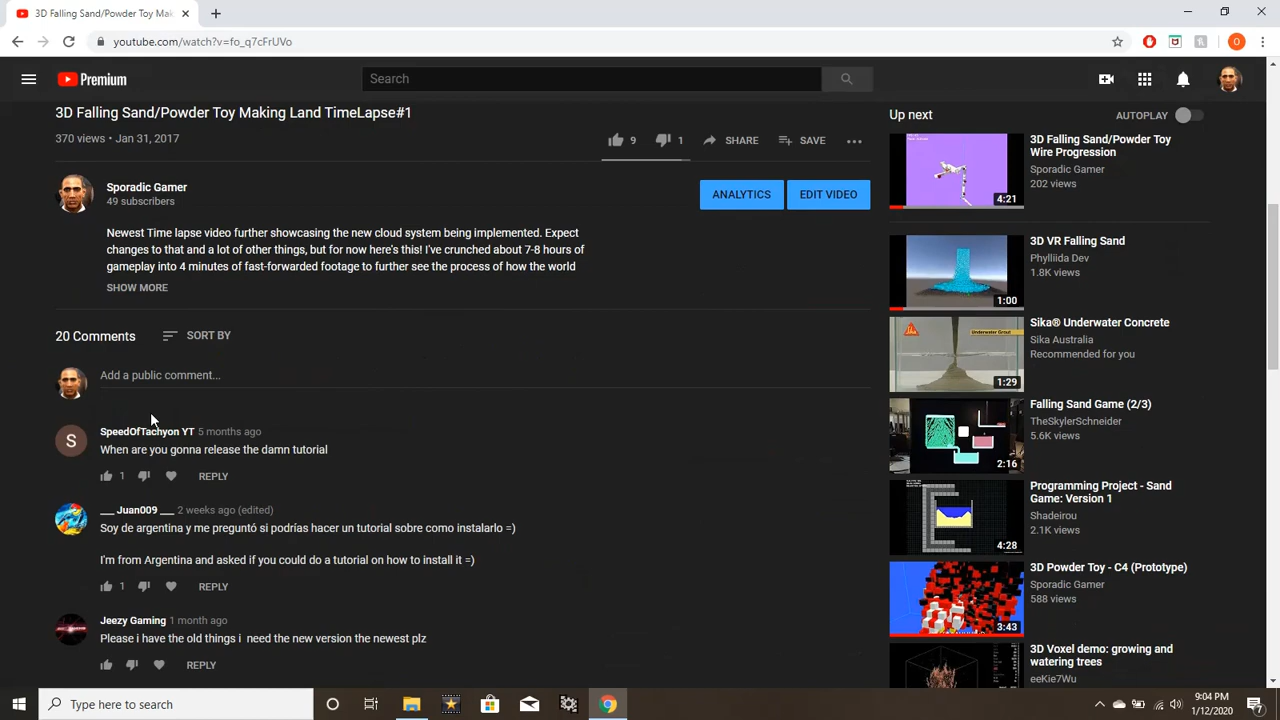 3D Falling Sand/Powder Toy Mak
youtube.com/watch?v=fo_q7cFrUVo
Premium
Search
3D Falling Sand/Powder Toy Making Land TimeLapse#1
370 views • Jan 31, 2017
9
1
SHARE
SAVE
Sporadic Gamer
49 subscribers
ANALYTICS
EDIT VIDEO
Newest Time lapse video further showcasing the new cloud system being implemented. Expect
changes to that and a lot of other things, but for now here's this! I've crunched about 7-8 hours of
gameplay into 4 minutes of fast-forwarded footage to further see the process of how the world
SHOW MORE
20 Comments
SORT BY
Add a public comment...
S
SpeedOfTachyon YT 5 months ago
When are you gonna release the damn tutorial
1
REPLY
__ Juan009 __ 2 weeks ago (edited)
Soy de argentina y me preguntó si podrías hacer un tutorial sobre como instalarlo =)
I'm from Argentina and asked if you could do a tutorial on how to install it =)
1
REPLY
Jeezy Gaming 1 month ago
Please i have the old things i need the new version the newest plz
REPLY
Up next
AUTOPLAY
3D Falling Sand/Powder Toy
Wire Progression
Sporadic Gamer
202 views
4:21
3D VR Falling Sand
Phylliida Dev
1.8K views
1:00
Sika® Underwater Concrete
Sika Australia
Recommended for you
Underwater Grout
1:29
Falling Sand Game (2/3)
TheSkylerSchneider
5.6K views
2:16
Programming Project - Sand
Game: Version 1
Shadeirou
2.1K views
4:28
3D Powder Toy - C4 (Prototype)
Sporadic Gamer
588 views
3:43
3D Voxel demo: growing and
watering trees
eeKie7Wu
Type here to search
9:04 PM
1/12/2020
7